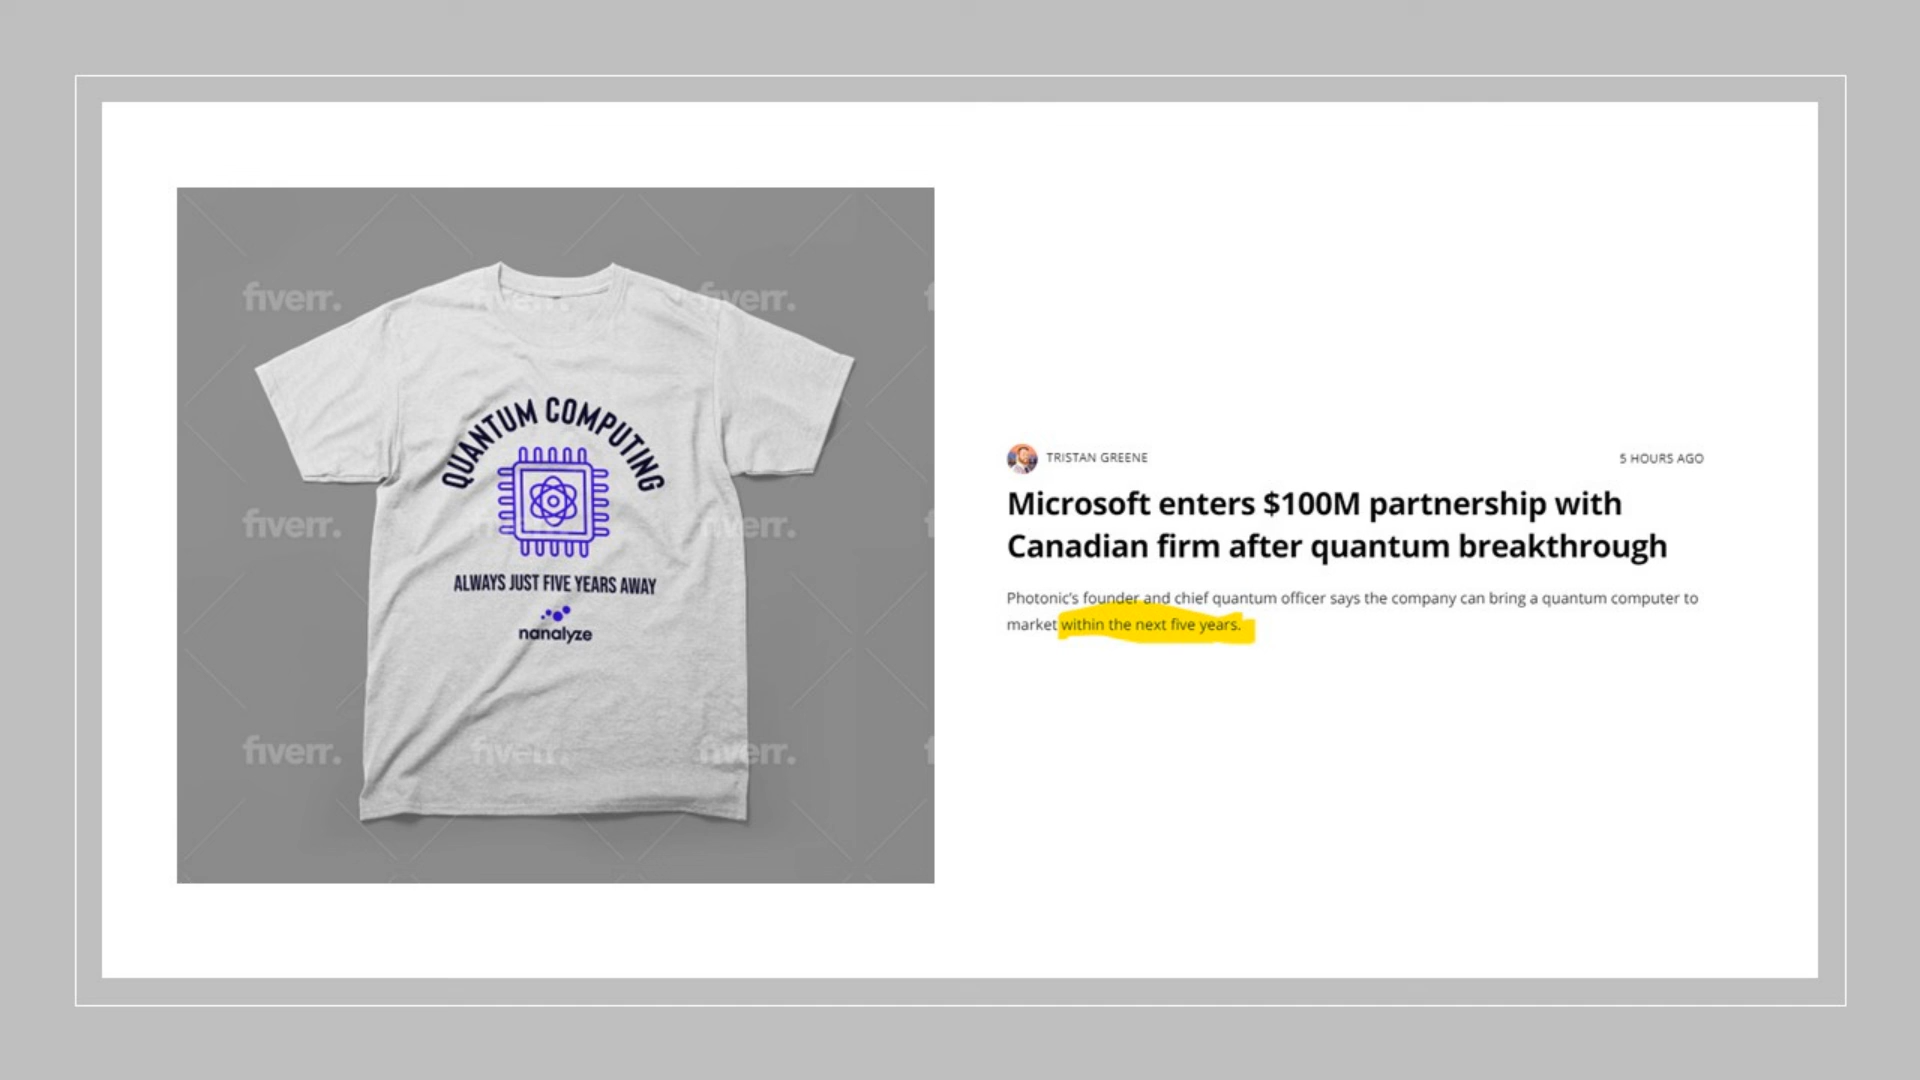 fiverr. fiverr. fiverr.
QUANTUM COMPUTING
fiverr. fiverr.
ALWAYS JUST FIVE YEARS AWAY
nanalyze
fiverr. fiverr. fiverr.
TRISTAN GREENE 5 HOURS AGO
Microsoft enters $100M partnership with
Canadian firm after quantum breakthrough
Photonic’s founder and chief quantum officer says the company can bring a quantum computer to
market within the next five years.